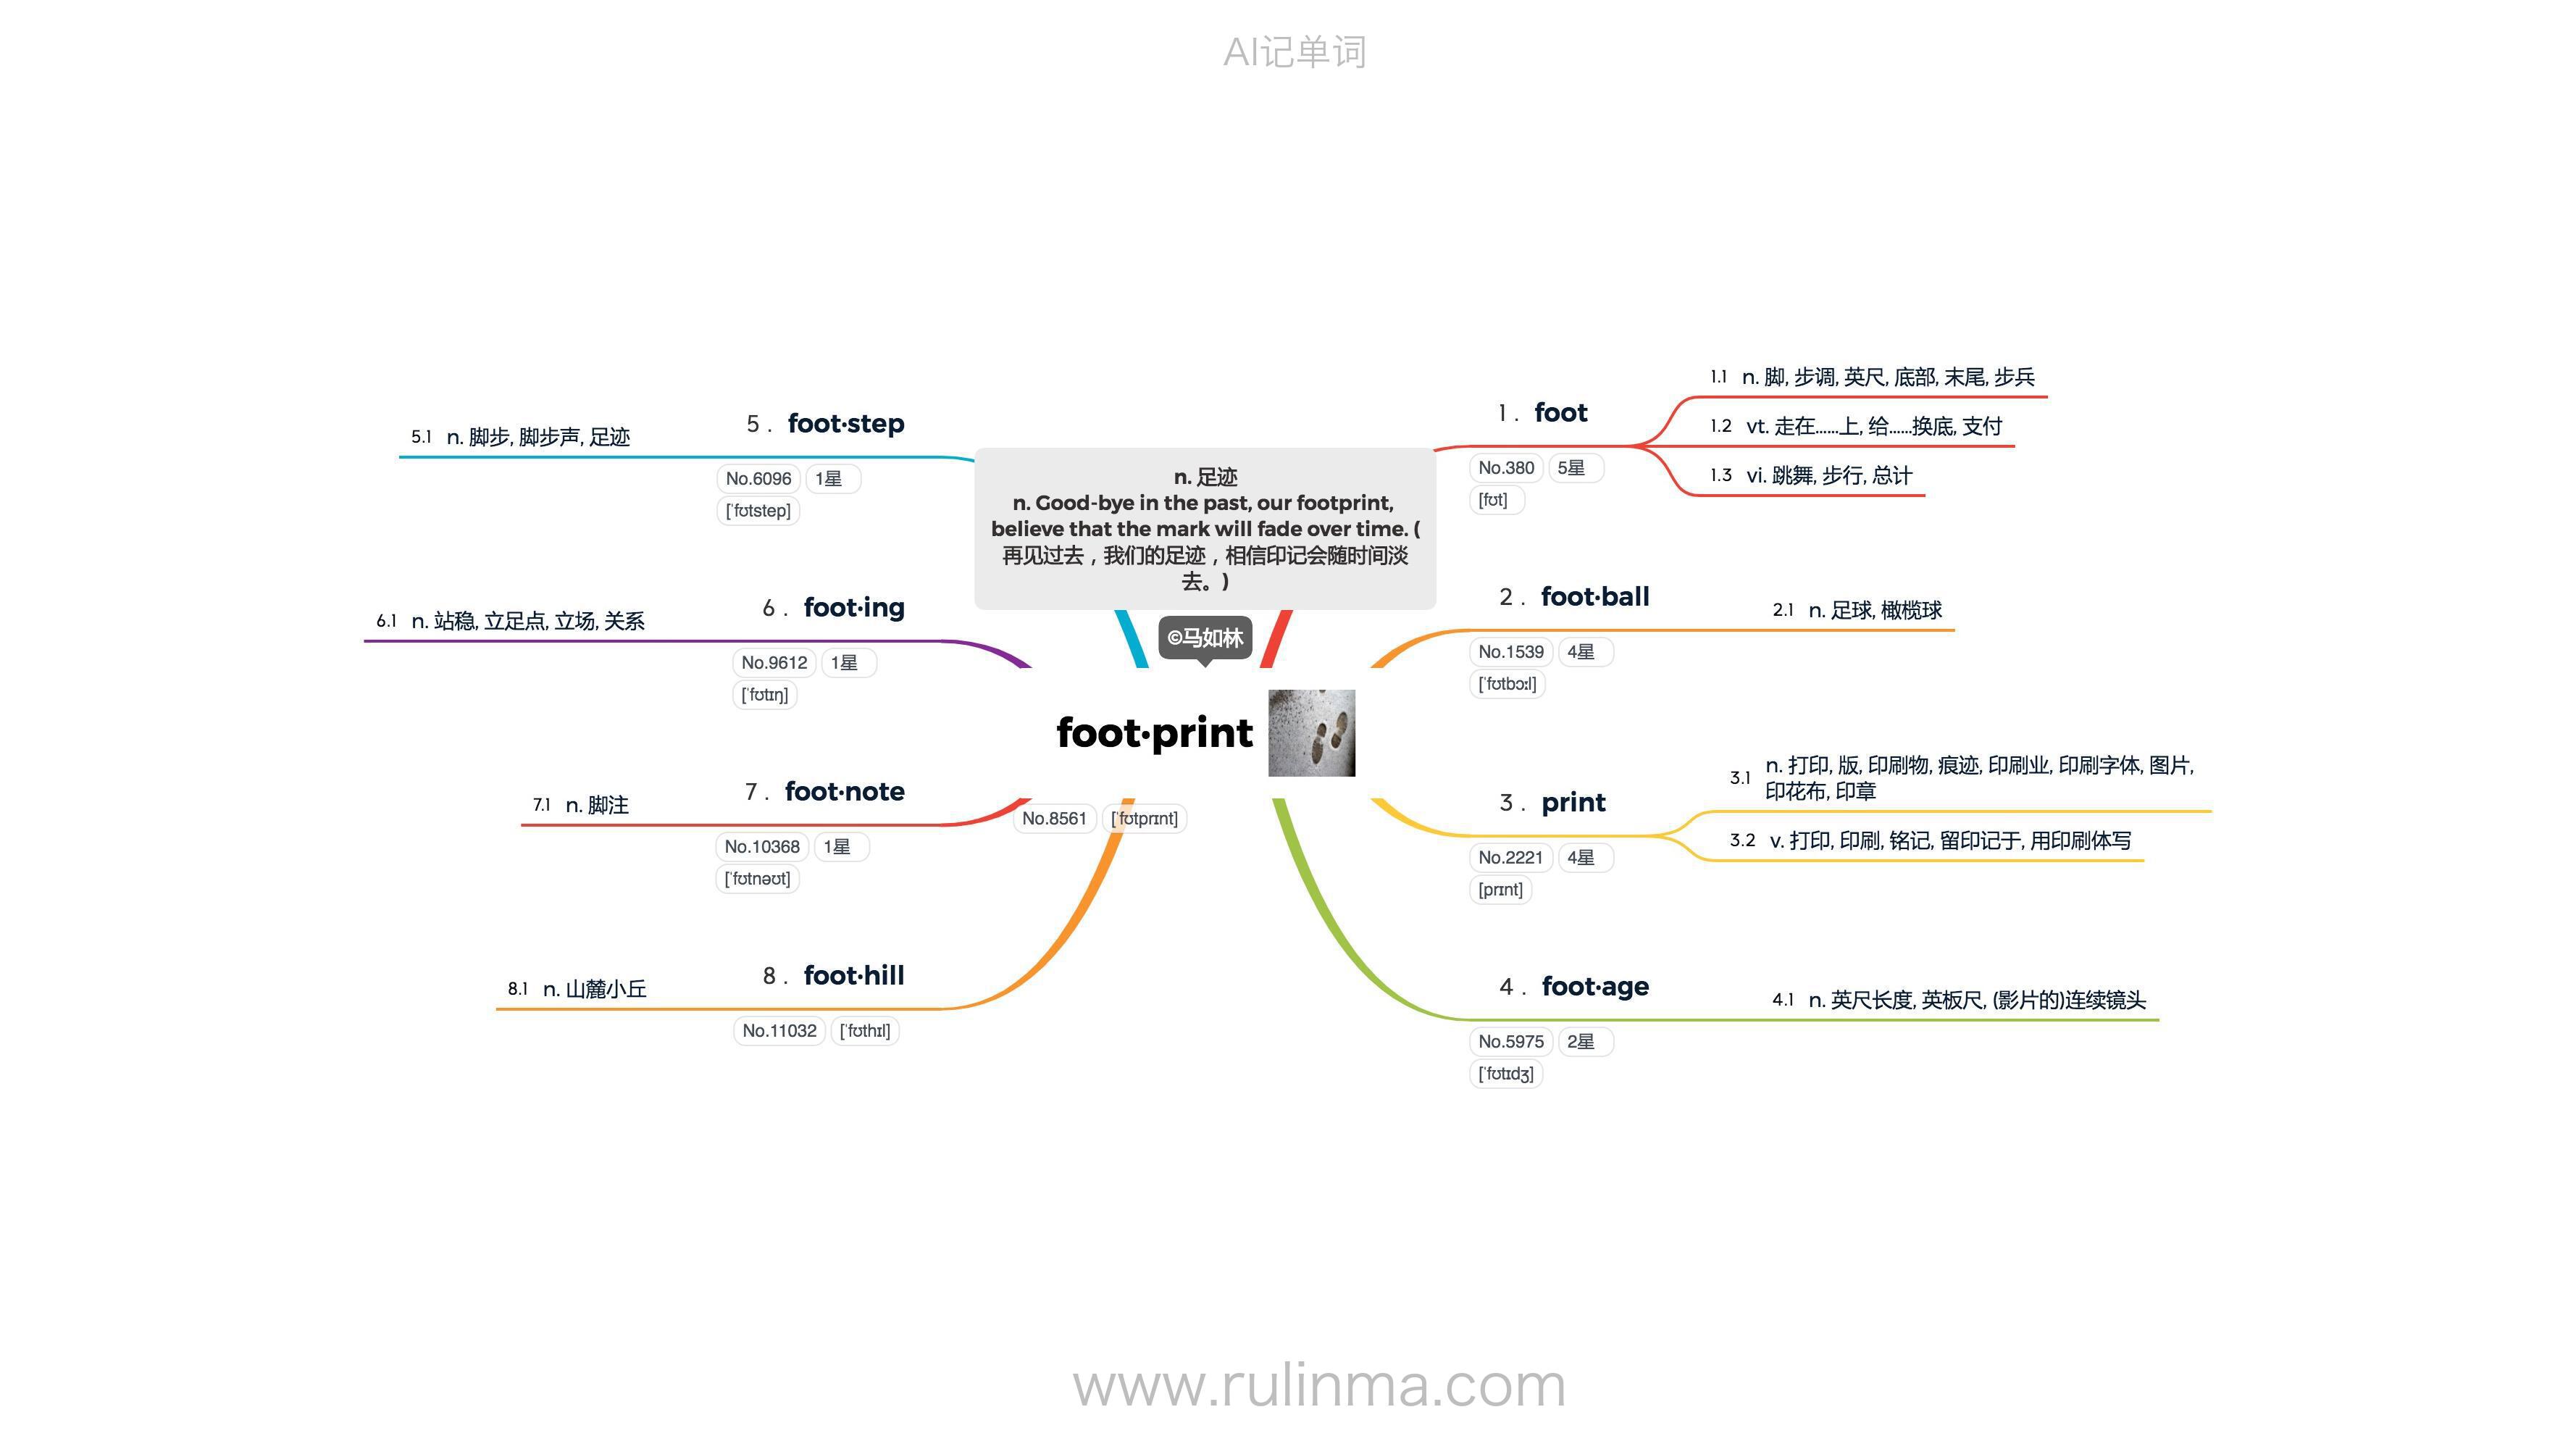 AI记单词
n. 足迹
n. Good-bye in the past, our footprint,
believe that the mark will fade over time. (
再见过去，我们的足迹，相信印记会随时间淡
去。)
©马如林
foot·print
No.8561 [ˈfʊtprɪnt]
1. foot
No.380 5星
[fʊt]
1.1 n. 脚, 步调, 英尺, 底部, 末尾, 步兵
1.2 vt. 走在......上, 给......换底, 支付
1.3 vi. 跳舞, 步行, 总计
2. foot·ball
No.1539 4星
[ˈfʊtbɔːl]
2.1 n. 足球, 橄榄球
3. print
No.2221 4星
[prɪnt]
3.1 n. 打印, 版, 印刷物, 痕迹, 印刷业, 印刷字体, 图片,
印花布, 印章
3.2 v. 打印, 印刷, 铭记, 留印记于, 用印刷体写
4. foot·age
No.5975 2星
[ˈfʊtɪdʒ]
4.1 n. 英尺长度, 英板尺, (影片的)连续镜头
5. foot·step
No.6096 1星
[ˈfʊtstep]
5.1 n. 脚步, 脚步声, 足迹
6. foot·ing
No.9612 1星
[ˈfʊtɪŋ]
6.1 n. 站稳, 立足点, 立场, 关系
7. foot·note
No.10368 1星
[ˈfʊtnəʊt]
7.1 n. 脚注
8. foot·hill
No.11032 [ˈfʊthɪl]
8.1 n. 山麓小丘
www.rulinma.com